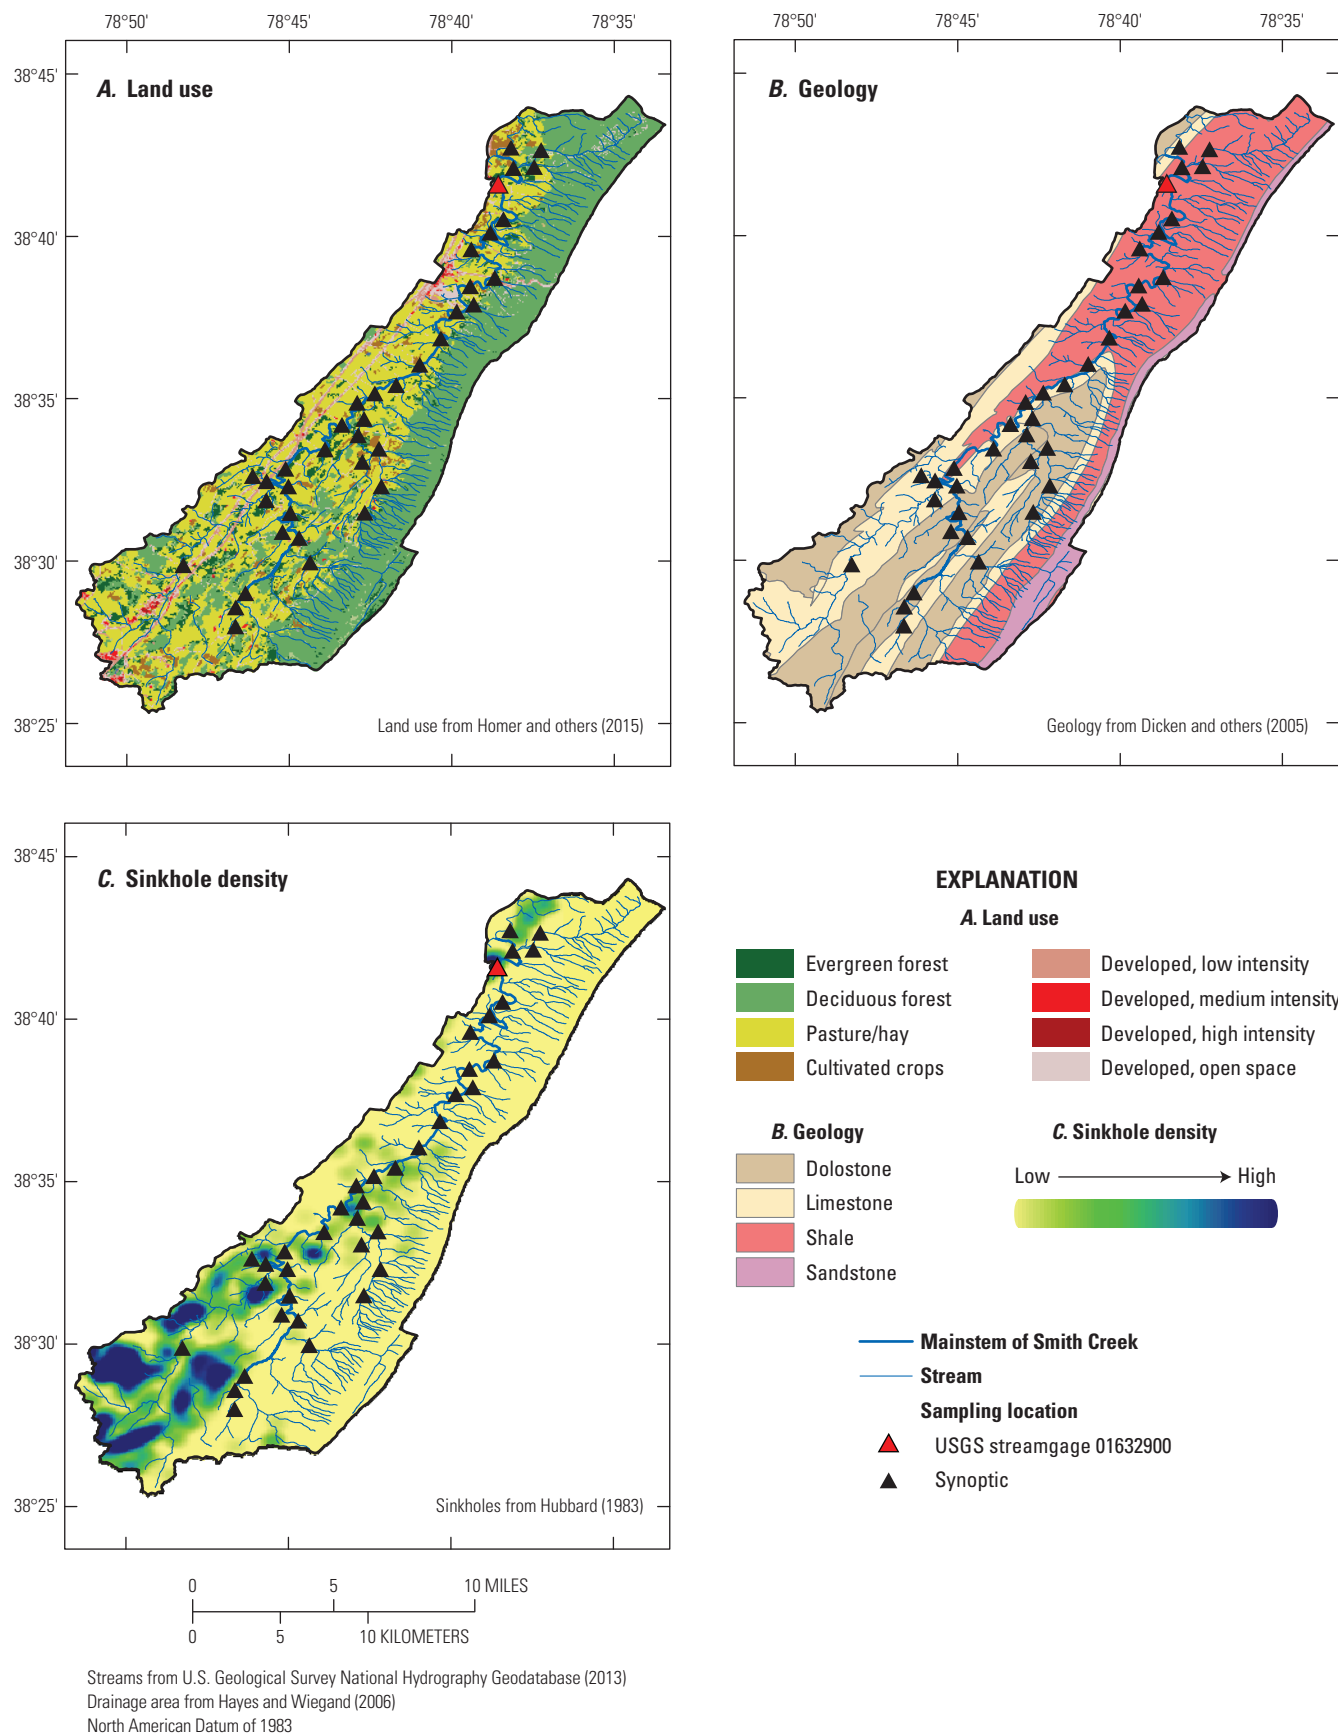 78°50' 78°45' 78°40' 78°35'
78°50' 78°45' 78°40' 78°35'
38°45'
38°40'
38°35'
38°30'
38°25'
A. Land use
Land use from Homer and others (2015)
B. Geology
Geology from Dicken and others (2005)
38°45'
38°40'
38°35'
38°30'
38°25'
C. Sinkhole density
Sinkholes from Hubbard (1983)
EXPLANATION
A. Land use
Evergreen forest
Deciduous forest
Pasture/hay
Cultivated crops
Developed, low intensity
Developed, medium intensity
Developed, high intensity
Developed, open space
B. Geology
Dolostone
Limestone
Shale
Sandstone
C. Sinkhole density
Low High
Mainstem of Smith Creek
Stream
Sampling location
USGS streamgage 01632900
Synoptic
0 5 10 MILES
0 5 10 KILOMETERS
Streams from U.S. Geological Survey National Hydrography Geodatabase (2013)
Drainage area from Hayes and Wiegand (2006)
North American Datum of 1983